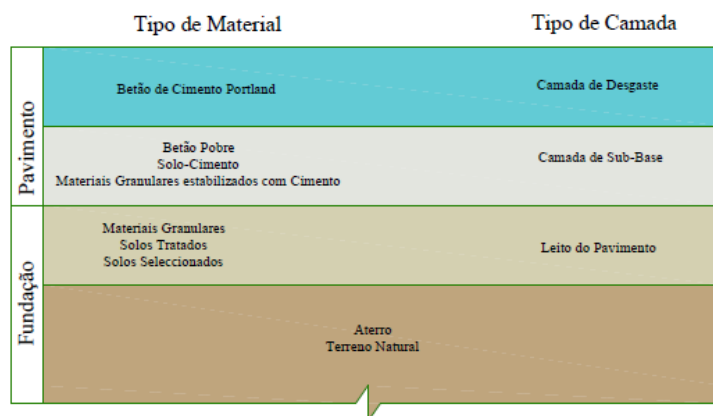 Tipo de Material
Tipo de Camada
Pavimento
Betão de Cimento Portland
Camada de Desgaste
Betão Pobre
Solo-Cimento
Materiais Granulares estabilizados com Cimento
Camada de Sub-Base
Fundação
Materiais Granulares
Solos Tratados
Solos Seleccionados
Leito do Pavimento
Aterro
Terreno Natural